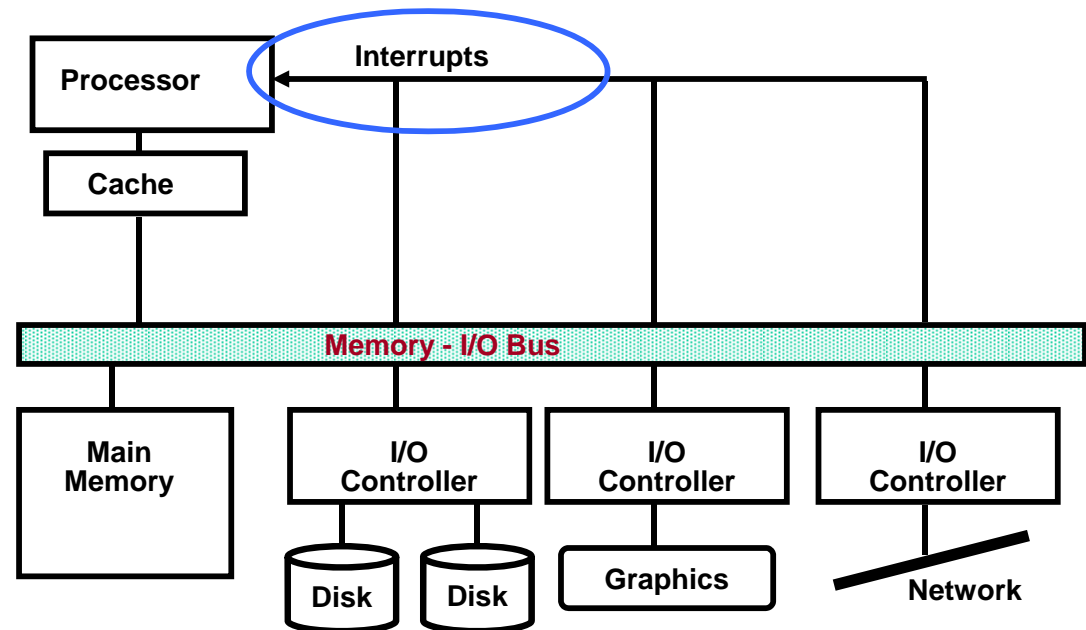 Interrupts
Processor
Cache
Memory - I/O Bus
Main
Memory
I/O
Controller
I/O
Controller
I/O
Controller
Disk
Disk
Graphics
Network